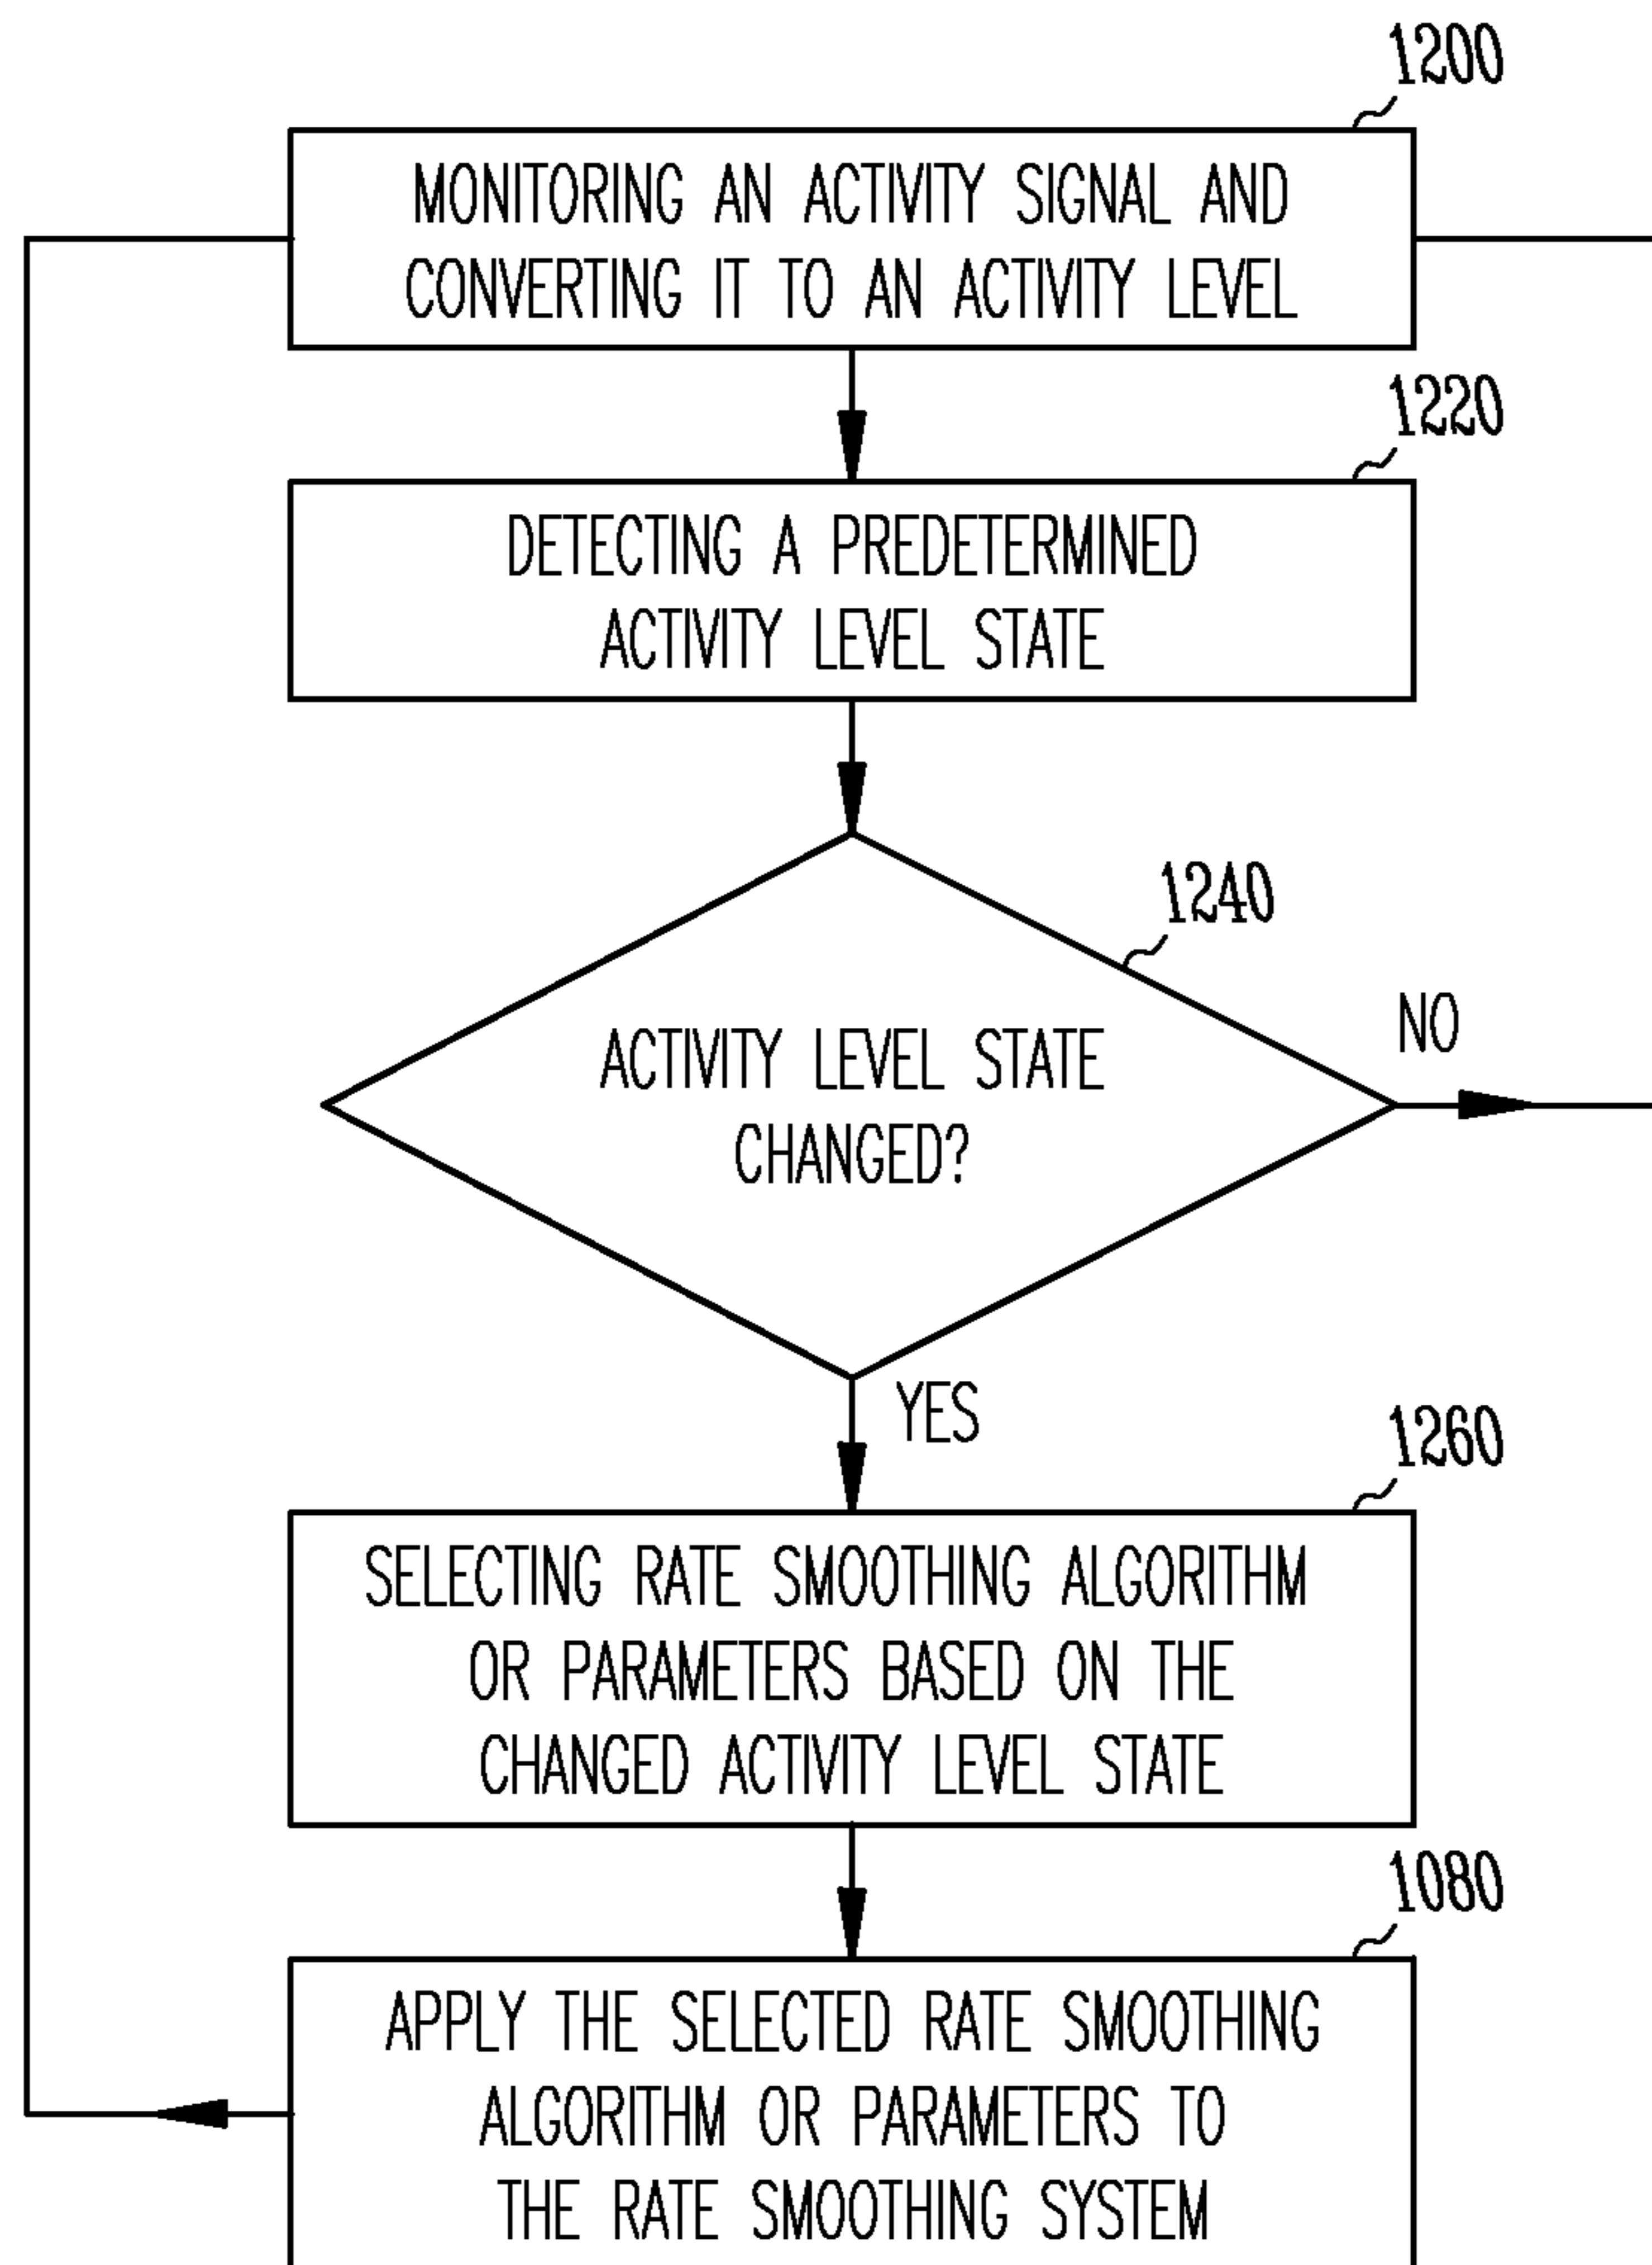 1200
MONITORING AN ACTIVITY SIGNAL AND
CONVERTING IT TO AN ACTIVITY LEVEL
1220
DETECTING A PREDETERMINED
ACTIVITY LEVEL STATE
1240
ACTIVITY LEVEL STATE
CHANGED?
NO
YES
1260
SELECTING RATE SMOOTHING ALGORITHM
OR PARAMETERS BASED ON THE
CHANGED ACTIVITY LEVEL STATE
1080
APPLY THE SELECTED RATE SMOOTHING
ALGORITHM OR PARAMETERS TO
THE RATE SMOOTHING SYSTEM